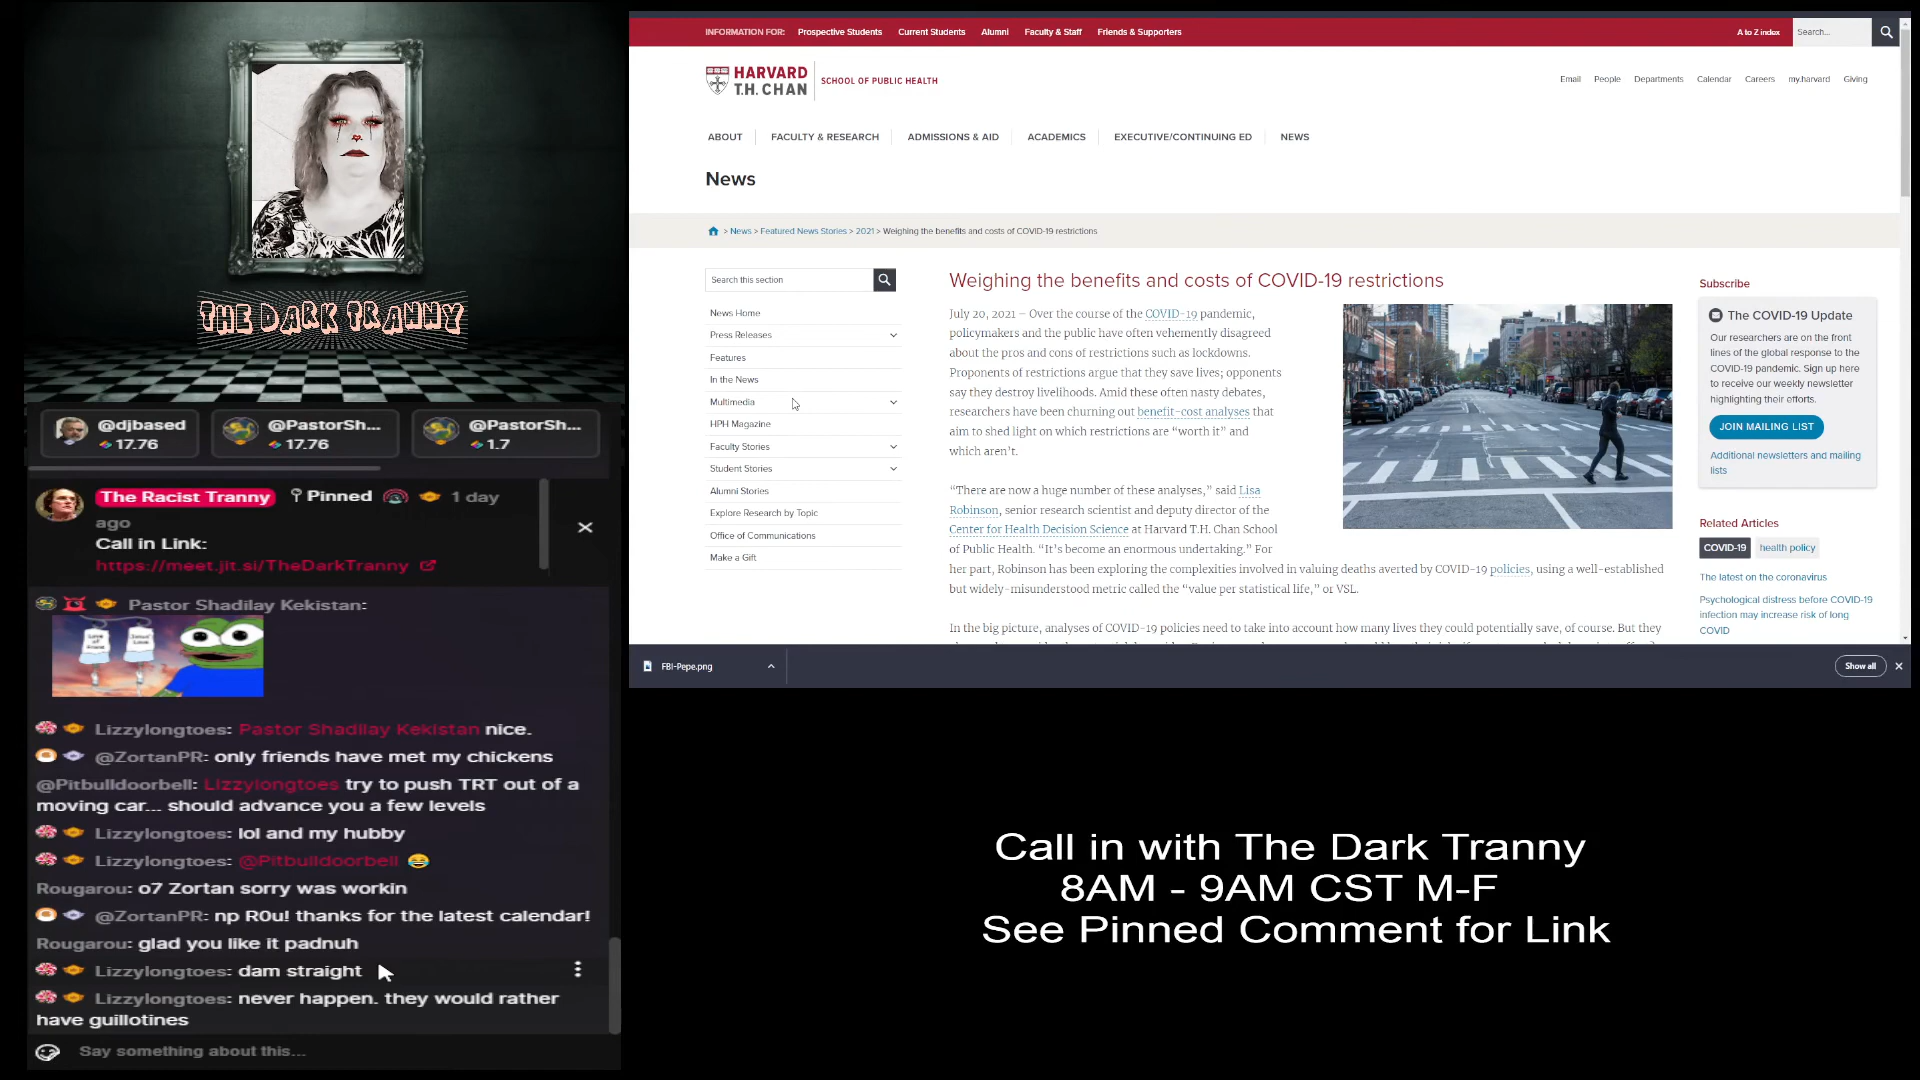 THE DARK TRANNY
@djbased
17.76
@PastorSh...
17.76
@PastorSh...
1.7
The Racist Tranny Pinned 1 day
ago
Call in Link:
https://meet.jit.si/TheDarkTranny
Pastor Shadilay Kekistan:
Lizzylongtoes: Pastor Shadilay Kekistan nice.
@ZortanPR: only friends have met my chickens
@Pitbulldoorbell: Lizzylongtoes try to push TRT out of a
moving car... should advance you a few levels
Lizzylongtoes: lol and my hubby
Lizzylongtoes: @Pitbulldoorbell 😂
Rougarou: o7 Zortan sorry was workin
@ZortanPR: np R0u! thanks for the latest calendar!
Rougarou: glad you like it padnuh
Lizzylongtoes: dam straight
Lizzylongtoes: never happen. they would rather
have guillotines
Say something about this...
INFORMATION FOR: Prospective Students Current Students Alumni Faculty & Staff Friends & Supporters A to Z index Search...
HARVARD
T.H. CHAN
SCHOOL OF PUBLIC HEALTH
Email People Departments Calendar Careers my.harvard Giving
ABOUT FACULTY & RESEARCH ADMISSIONS & AID ACADEMICS EXECUTIVE/CONTINUING ED NEWS
News
> News > Featured News Stories > 2021 > Weighing the benefits and costs of COVID-19 restrictions
Search this section
News Home
Press Releases
Features
In the News
Multimedia
HPH Magazine
Faculty Stories
Student Stories
Alumni Stories
Explore Research by Topic
Office of Communications
Make a Gift
Weighing the benefits and costs of COVID-19 restrictions
July 20, 2021 – Over the course of the COVID-19 pandemic,
policymakers and the public have often vehemently disagreed
about the pros and cons of restrictions such as lockdowns.
Proponents of restrictions argue that they save lives; opponents
say they destroy livelihoods. Amid these often nasty debates,
researchers have been churning out benefit-cost analyses that
aim to shed light on which restrictions are “worth it” and
which aren’t.
“There are now a huge number of these analyses,” said Lisa
Robinson, senior research scientist and deputy director of the
Center for Health Decision Science at Harvard T.H. Chan School
of Public Health. “It’s become an enormous undertaking.” For
her part, Robinson has been exploring the complexities involved in valuing deaths averted by COVID-19 policies, using a well-established
but widely-misunderstood metric called the “value per statistical life,” or VSL.
In the big picture, analyses of COVID-19 policies need to take into account how many lives they could potentially save, of course. But they
Subscribe
The COVID-19 Update
Our researchers are on the front
lines of the global response to the
COVID-19 pandemic. Sign up here
to receive our weekly newsletter
highlighting their efforts.
JOIN MAILING LIST
Additional newsletters and mailing
lists
Related Articles
COVID-19 health policy
The latest on the coronavirus
Psychological distress before COVID-19
infection may increase risk of long
COVID
FBI-Pepe.png
Show all
Call in with The Dark Tranny
8AM - 9AM CST M-F
See Pinned Comment for Link